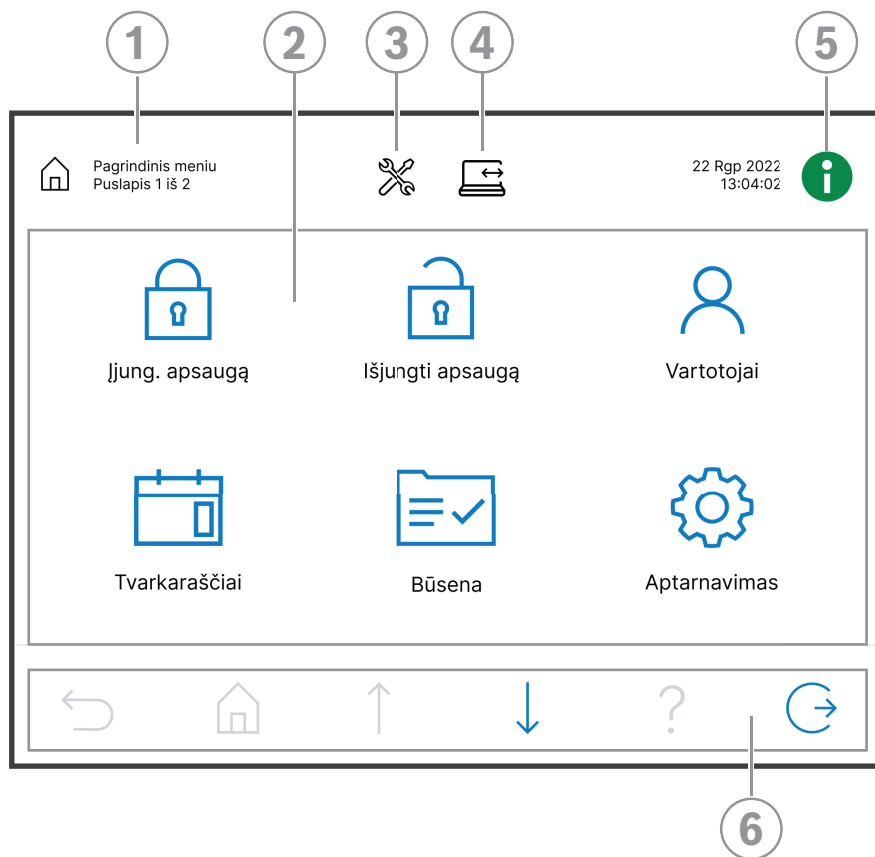 1
2
3
4
5
Pagrindinis meniu
Puslapis 1 iš 2
22 Rgp 2022
13:04:02
Įjung. apsaugą
Išjungti apsaugą
Vartotojai
Tvarkaraščiai
Būsena
Aptarnavimas
?
6